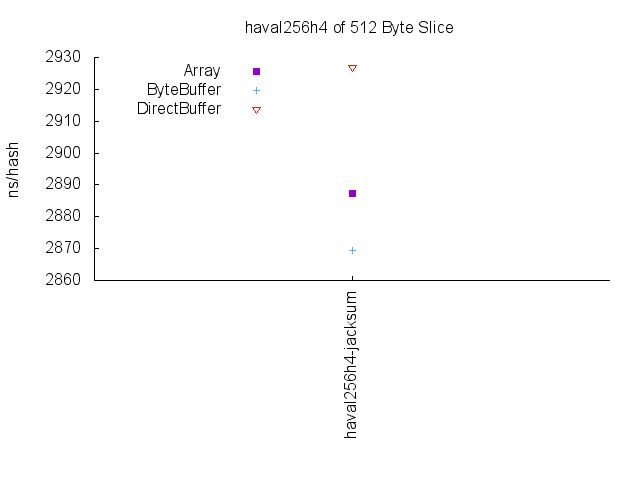 haval256h4 of 512 Byte Slice
ns/hash
2930
2920
2910
2900
2890
2880
2870
2860
Array
ByteBuffer
DirectBuffer
haval256h4-jacksum